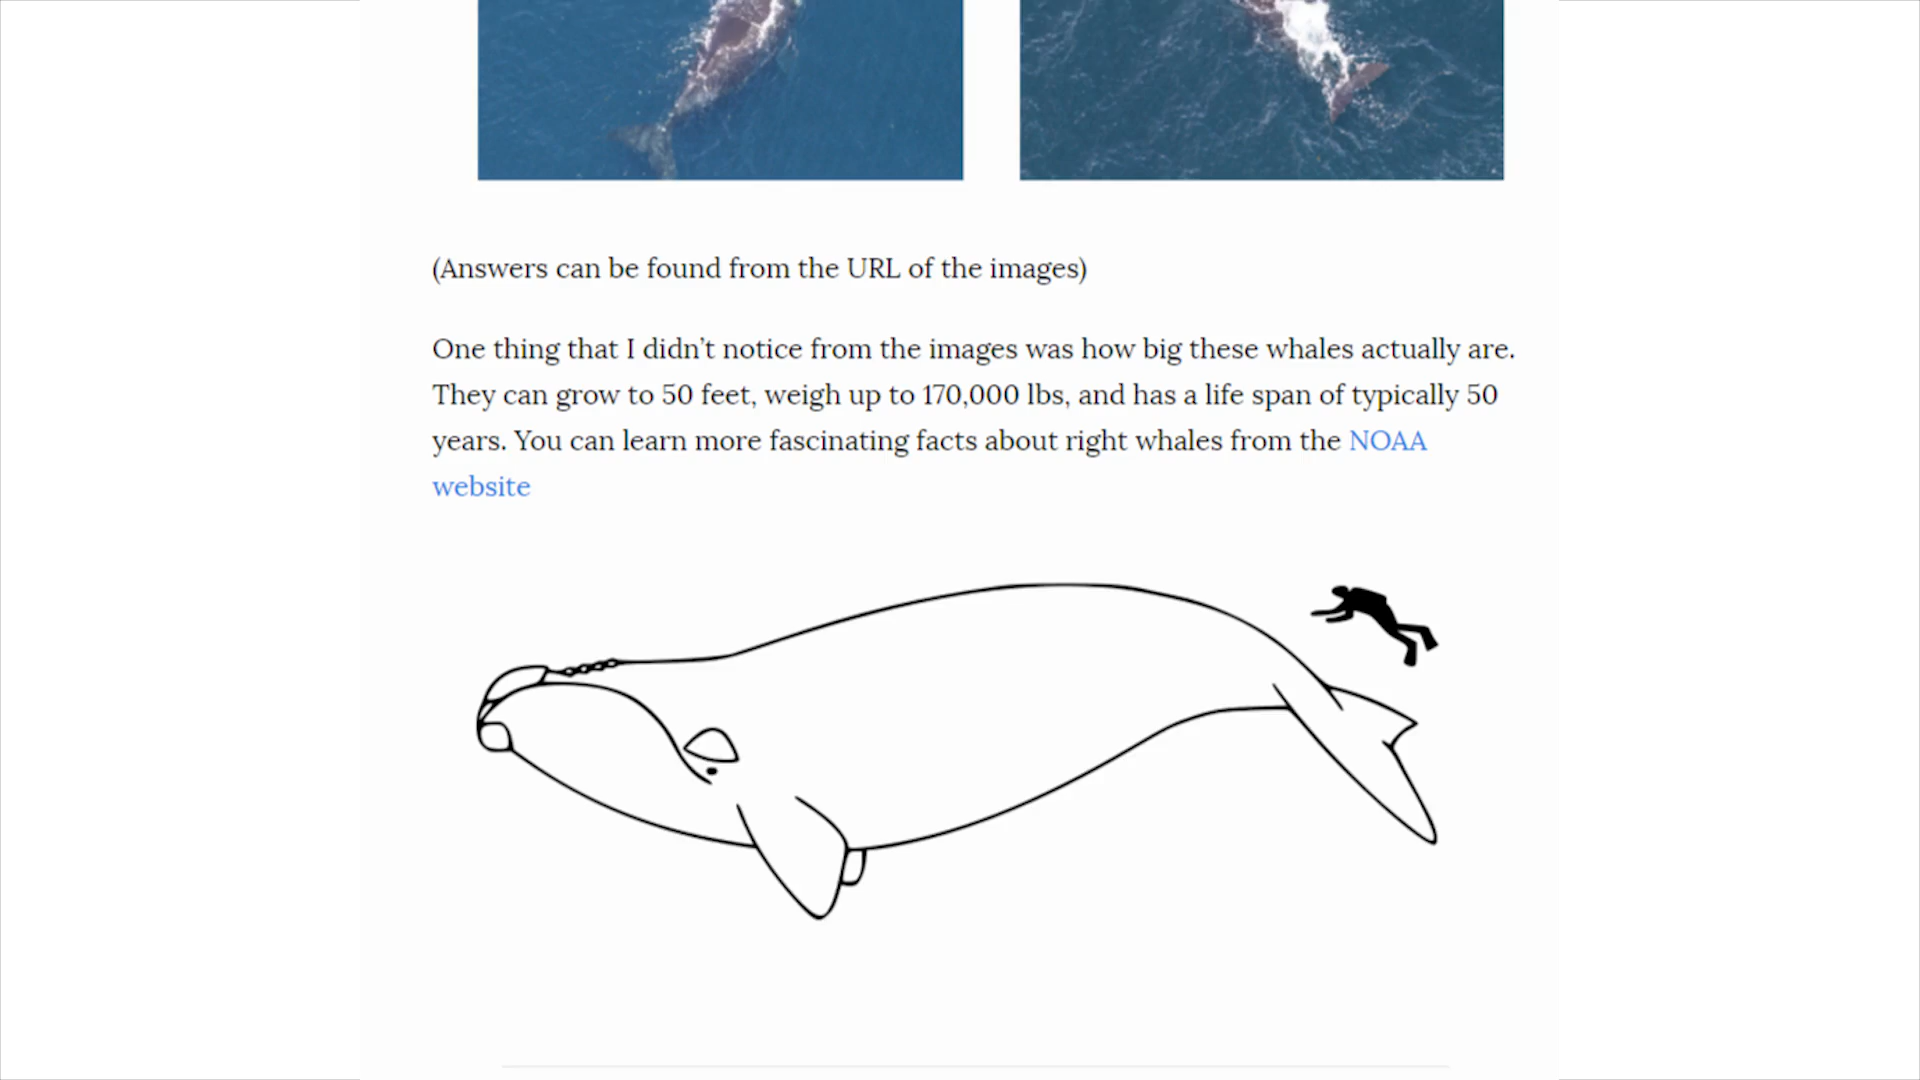 (Answers can be found from the URL of the images)
One thing that I didn't notice from the images was how big these whales actually are.
They can grow to 50 feet, weigh up to 170,000 lbs, and has a life span of typically 50
years. You can learn more fascinating facts about right whales from the NOAA
website